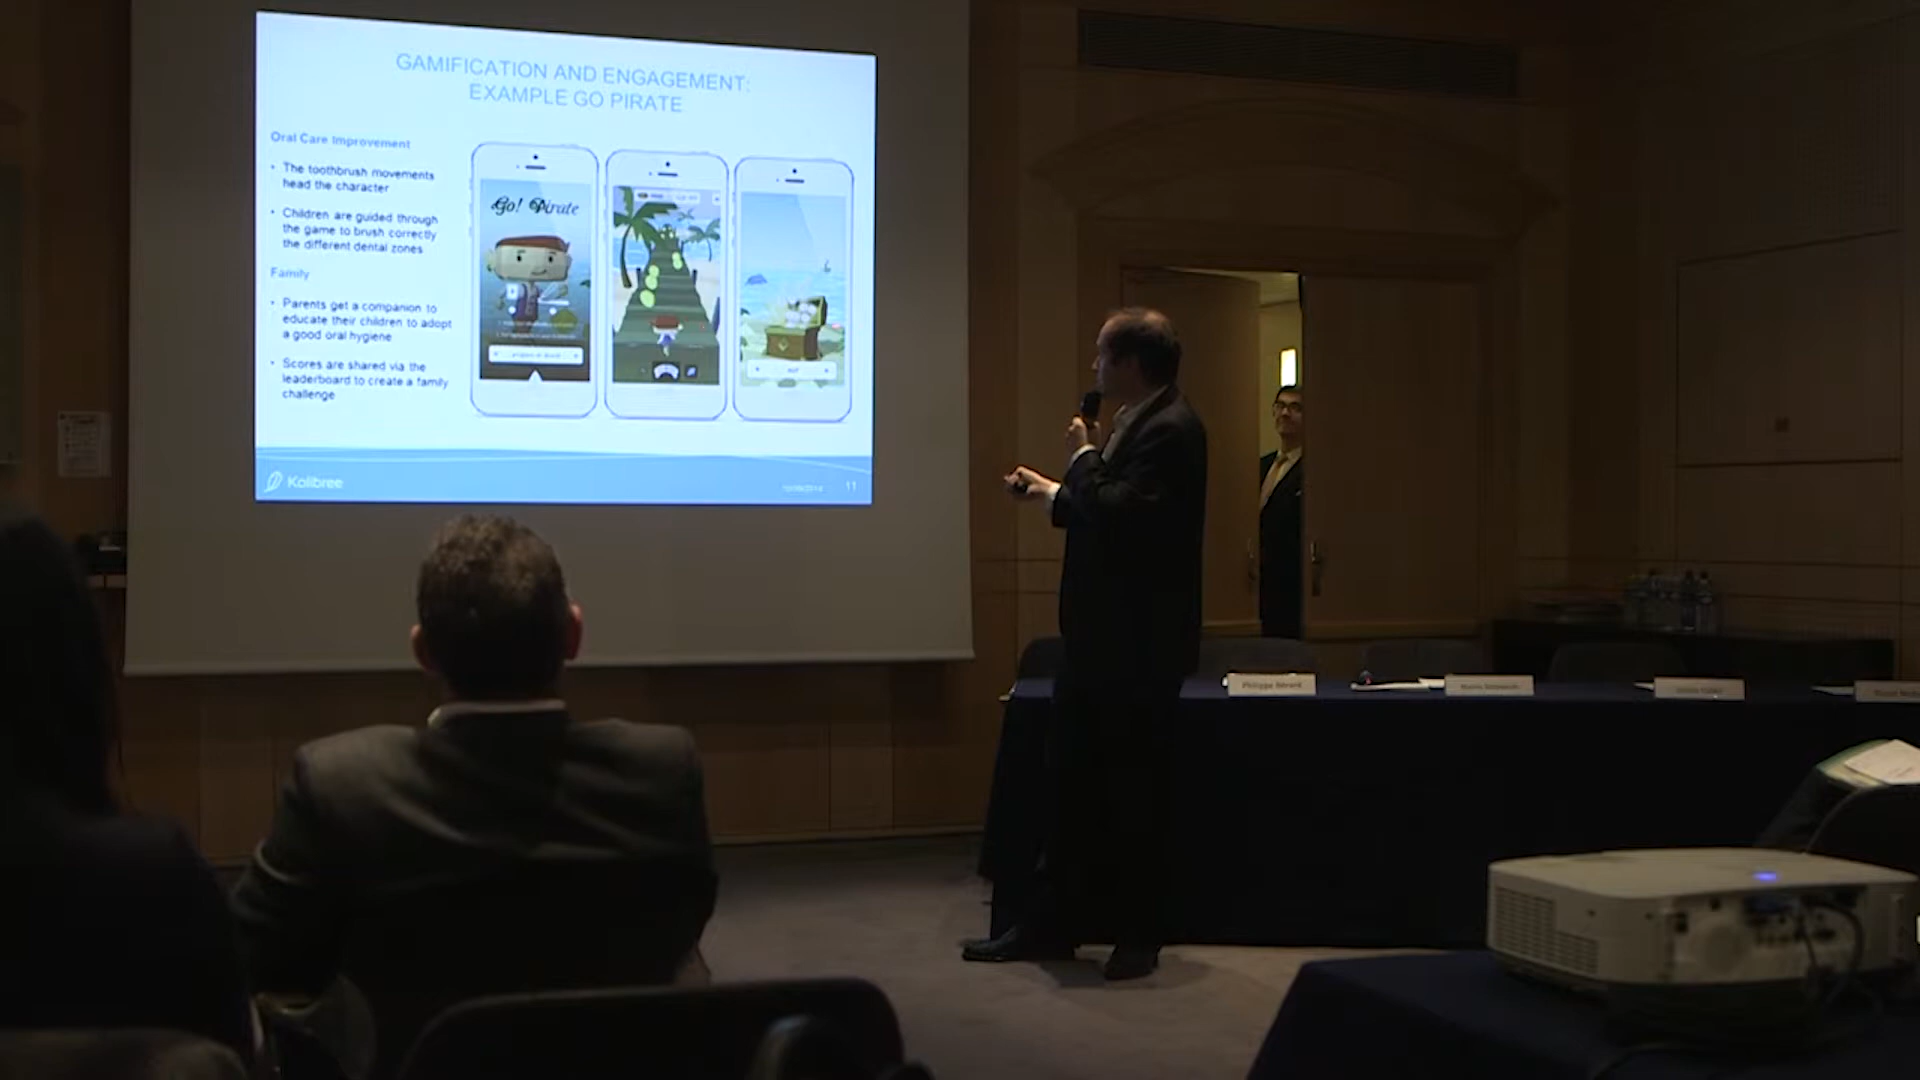 GAMIFICATION AND ENGAGEMENT:
EXAMPLE GO PIRATE
Oral Care Improvement
• The toothbrush movements
head the character
• Children are guided through
the game to brush correctly
the different dental zones
Family
• Parents get a companion to
educate their children to adopt
a good oral hygiene
• Scores are shared via the
leaderboard to create a family
challenge
Go! Pirate
Kolibree
11
Philippe